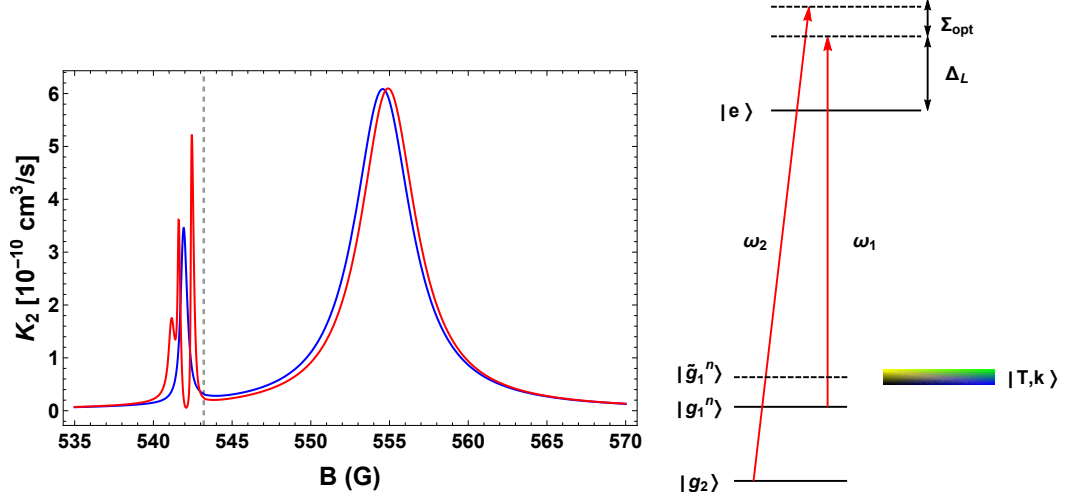 K₂ [10⁻¹⁰ cm³/s]
6
5
4
3
2
1
0
535 540 545 550 555 560 565 570
B (G)
Σopt
ΔL
| e ⟩
ω₂ ω₁
| g̃₁ⁿ⟩
| T,k ⟩
| g₁ⁿ⟩
| g₂⟩